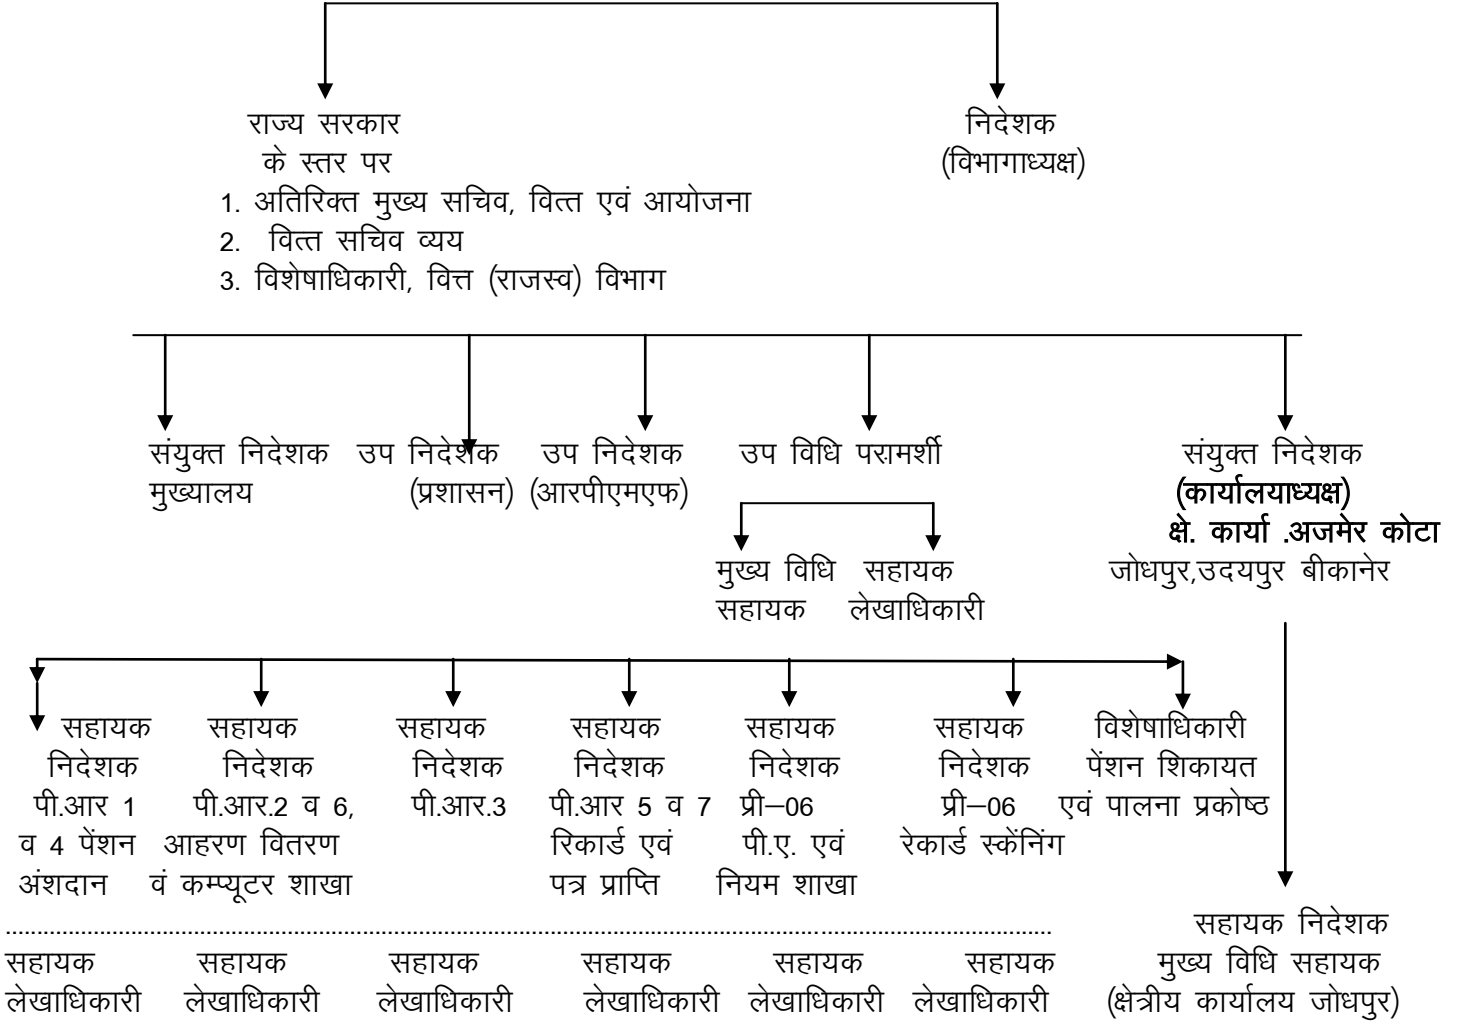 राज्य सरकार
के स्तर पर
1. अतिरिक्त मुख्य सचिव, वित्त एवं आयोजना
2. वित्त सचिव व्यय
3. विशेषाधिकारी, वित्त (राजस्व) विभाग
निदेशक
(विभागाध्यक्ष)
संयुक्त निदेशक
मुख्यालय
उप निदेशक
(प्रशासन)
उप निदेशक
(आरपीएमएफ)
उप विधि परामर्शी
मुख्य विधि
सहायक
सहायक
लेखाधिकारी
संयुक्त निदेशक
(कार्यालयाध्यक्ष)
क्षे. कार्या .अजमेर कोटा
जोधपुर,उदयपुर बीकानेर
सहायक
निदेशक
पी.आर 1
व 4 पेंशन
अंशदान
सहायक
निदेशक
पी.आर.2 व 6,
आहरण वितरण
वं कम्प्यूटर शाखा
सहायक
निदेशक
पी.आर.3
सहायक
निदेशक
पी.आर 5 व 7
रिकार्ड एवं
पत्र प्राप्ति
सहायक
निदेशक
प्री–06
पी.ए. एवं
नियम शाखा
सहायक
निदेशक
प्री–06
रेकार्ड स्केंनिंग
विशेषाधिकारी
पेंशन शिकायत
एवं पालना प्रकोष्ठ
सहायक
लेखाधिकारी
सहायक
लेखाधिकारी
सहायक
लेखाधिकारी
सहायक
लेखाधिकारी
सहायक
लेखाधिकारी
सहायक
लेखाधिकारी
सहायक निदेशक
मुख्य विधि सहायक
(क्षेत्रीय कार्यालय जोधपुर)